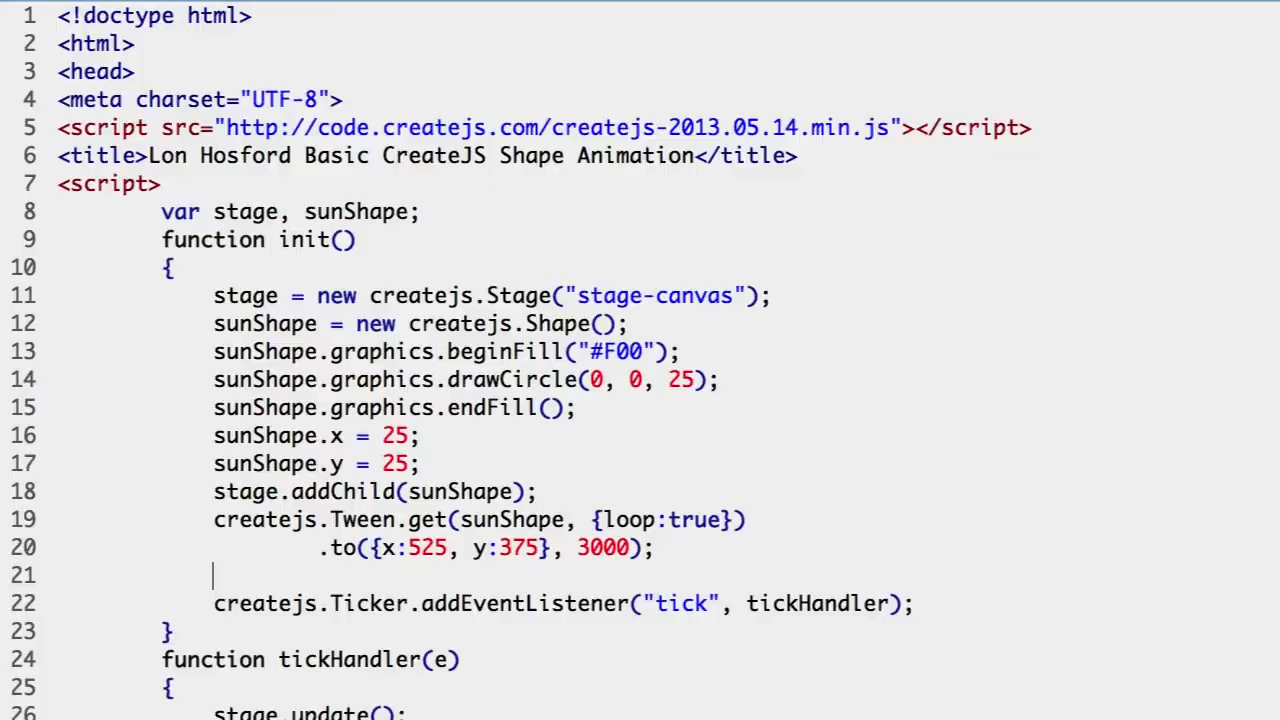 1 <!doctype html>
2 <html>
3 <head>
4 <meta charset="UTF-8">
5 <script src="http://code.createjs.com/createjs-2013.05.14.min.js"></script>
6 <title>Lon Hosford Basic CreateJS Shape Animation</title>
7 <script>
8 var stage, sunShape;
9 function init()
10 {
11 stage = new createjs.Stage("stage-canvas");
12 sunShape = new createjs.Shape();
13 sunShape.graphics.beginFill("#F00");
14 sunShape.graphics.drawCircle(0, 0, 25);
15 sunShape.graphics.endFill();
16 sunShape.x = 25;
17 sunShape.y = 25;
18 stage.addChild(sunShape);
19 createjs.Tween.get(sunShape, {loop:true})
20 .to({x:525, y:375}, 3000);
21
22 createjs.Ticker.addEventListener("tick", tickHandler);
23 }
24 function tickHandler(e)
25 {
26 stage.update();